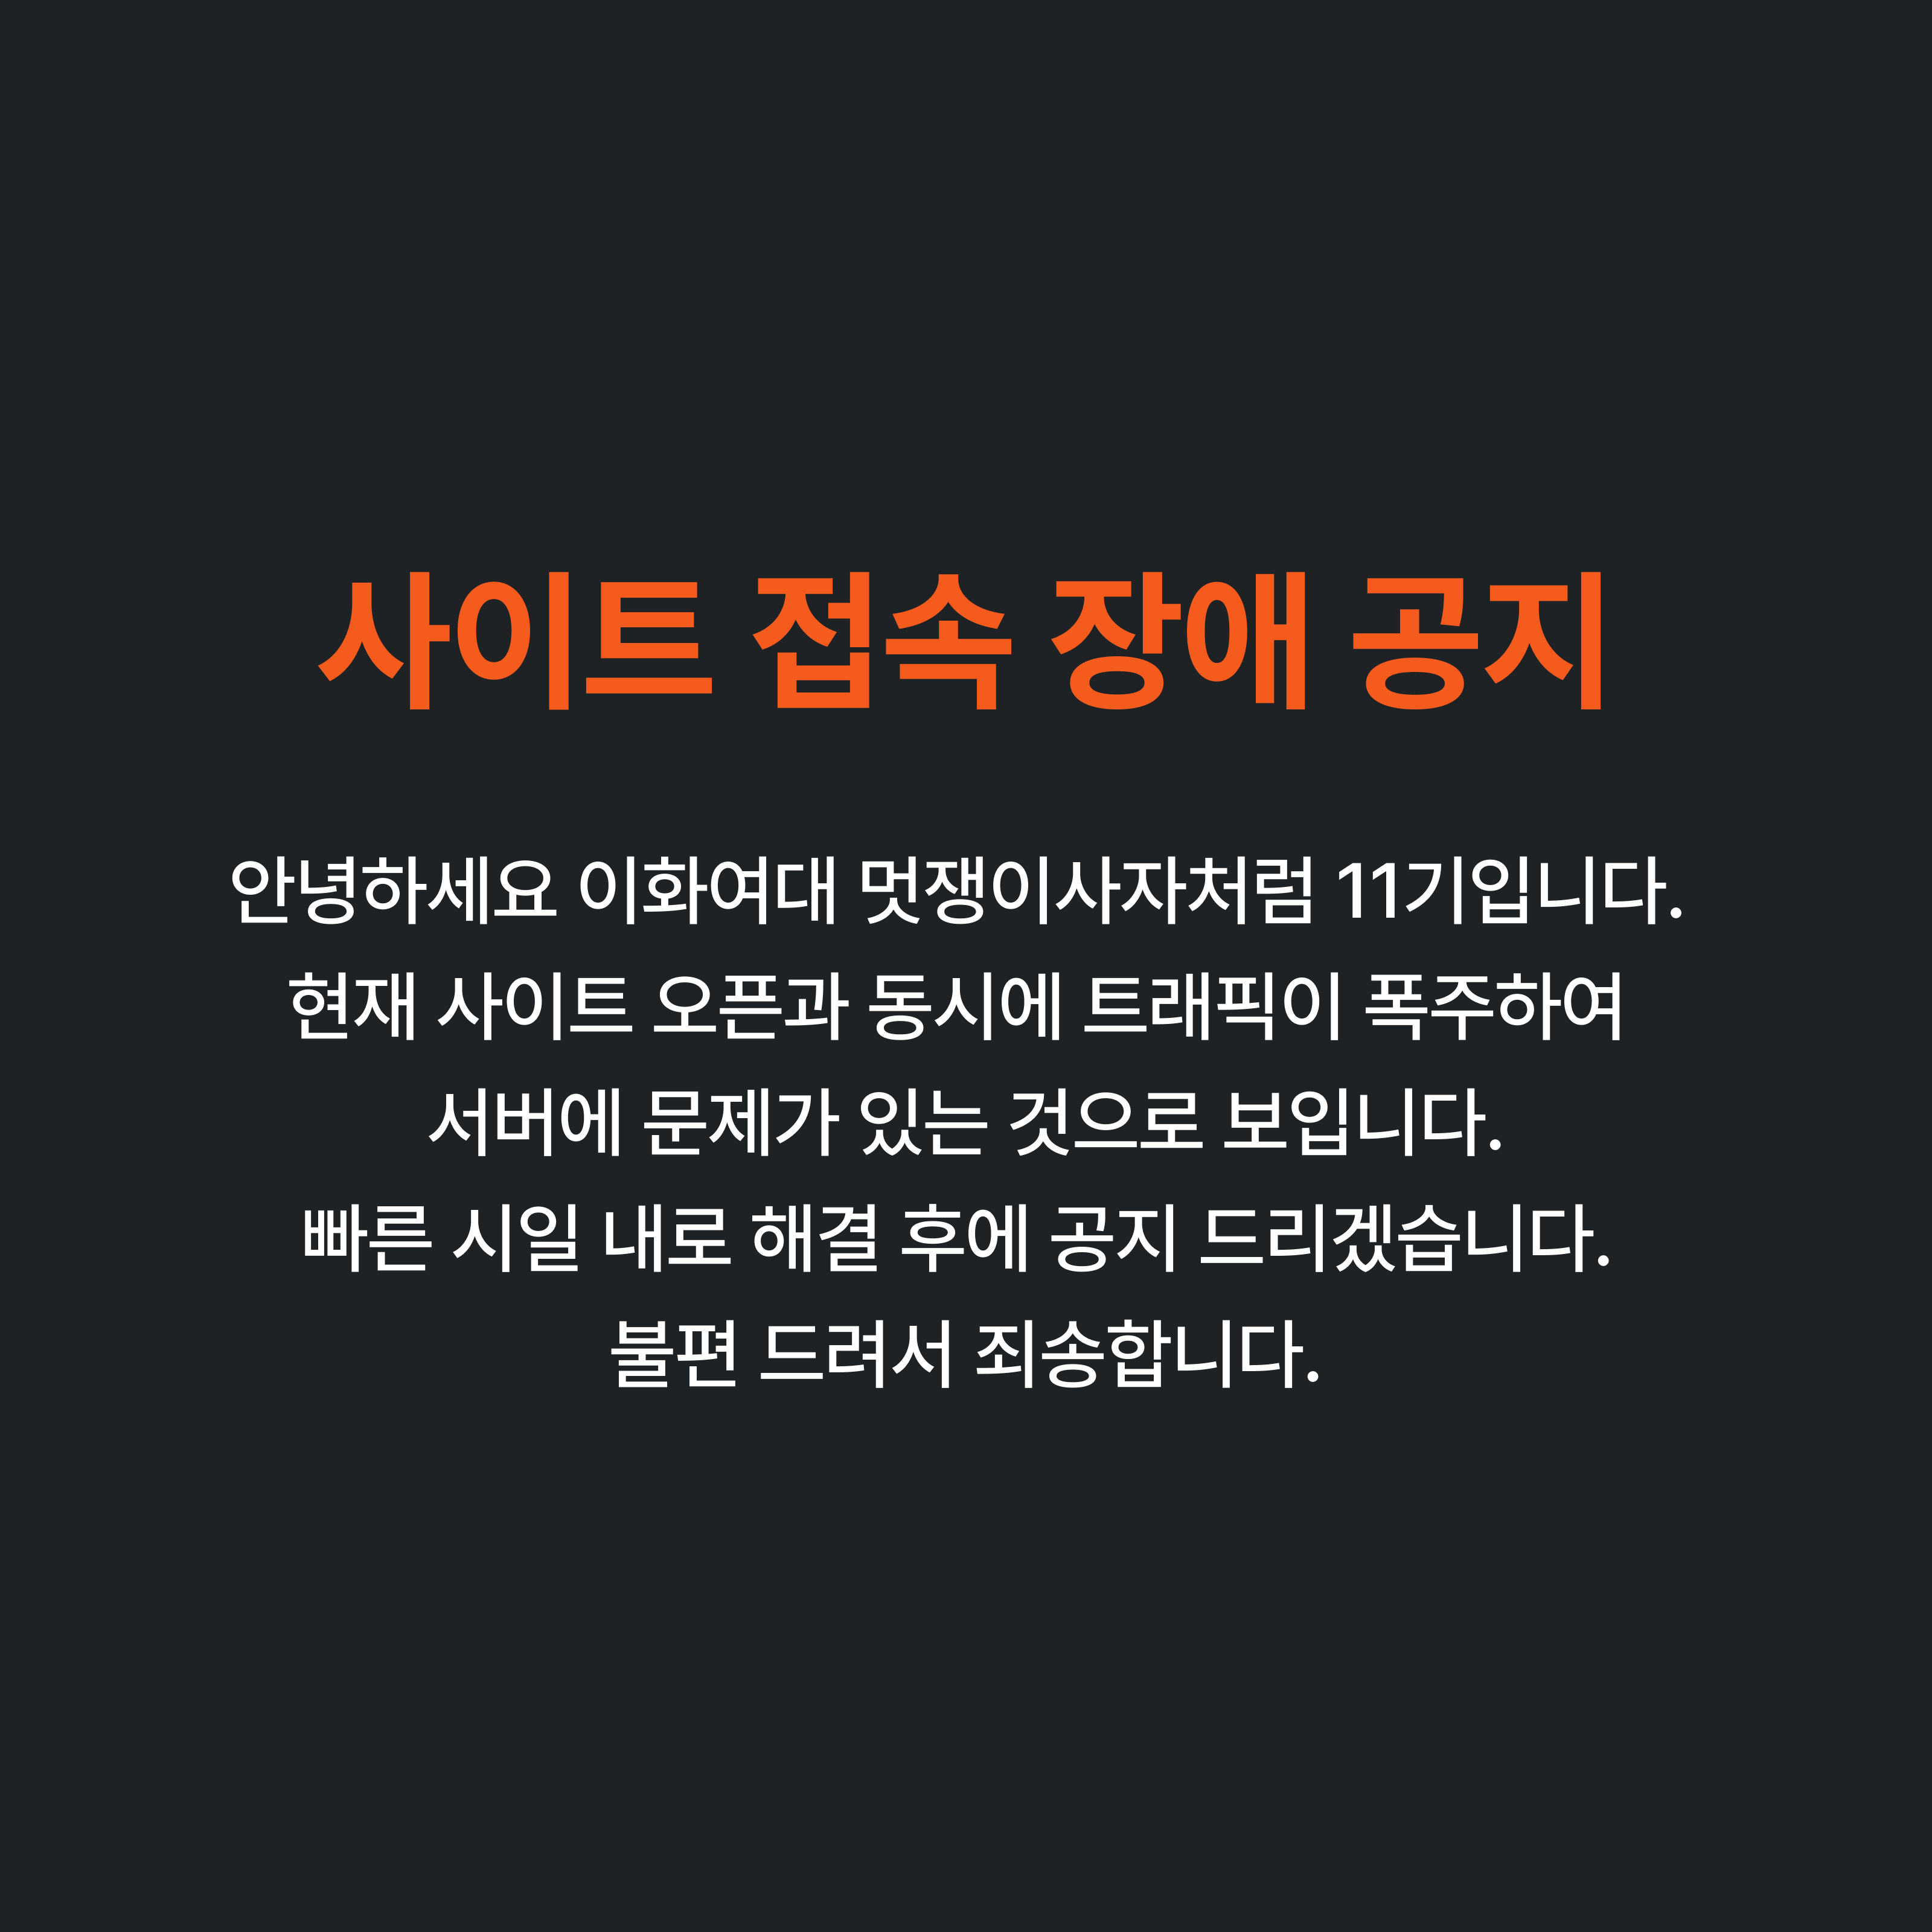 사이트 접속 장애 공지
안녕하세요 이화여대 멋쟁이사자처럼 11기입니다.
현재 사이트 오픈과 동시에 트래픽이 폭주하여
서버에 문제가 있는 것으로 보입니다.
빠른 시일 내로 해결 후에 공지 드리겠습니다.
불편 드려서 죄송합니다.